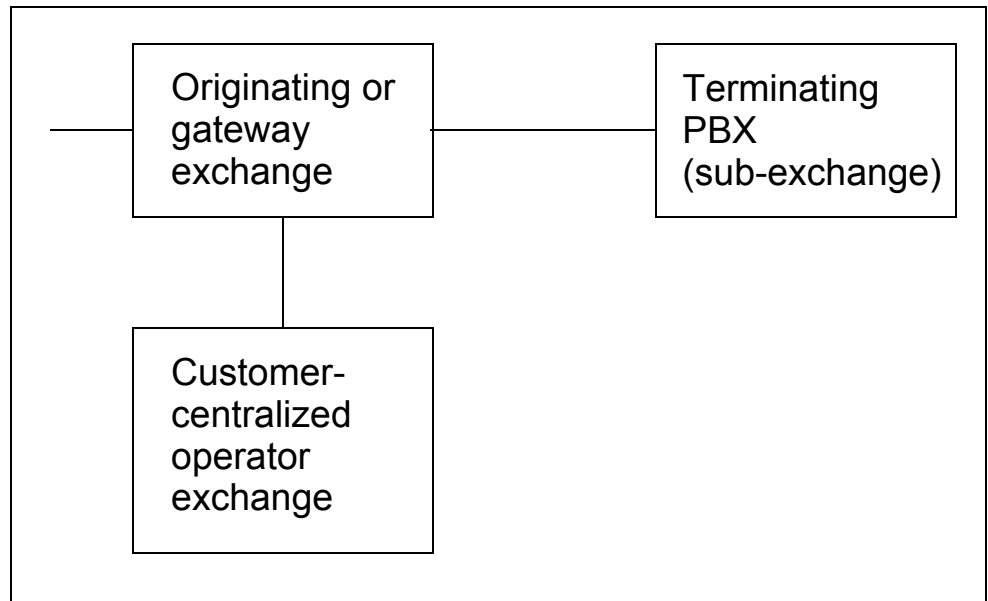 Originating or
gateway
exchange
Terminating
PBX
(sub-exchange)
Customer-
centralized
operator
exchange